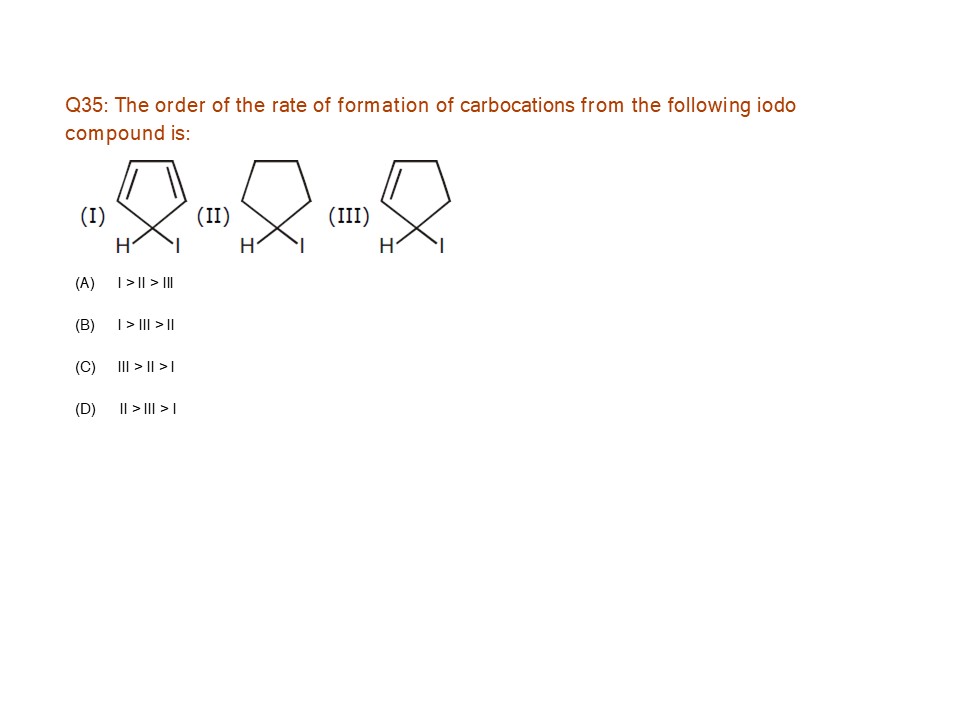 Q35: The order of the rate of formation of carbocations from the following iodo
compound is:
(I) (II) (III)
H I H I H I
(A) I > II > III
(B) I > III > II
(C) III > II > I
(D) II > III > I